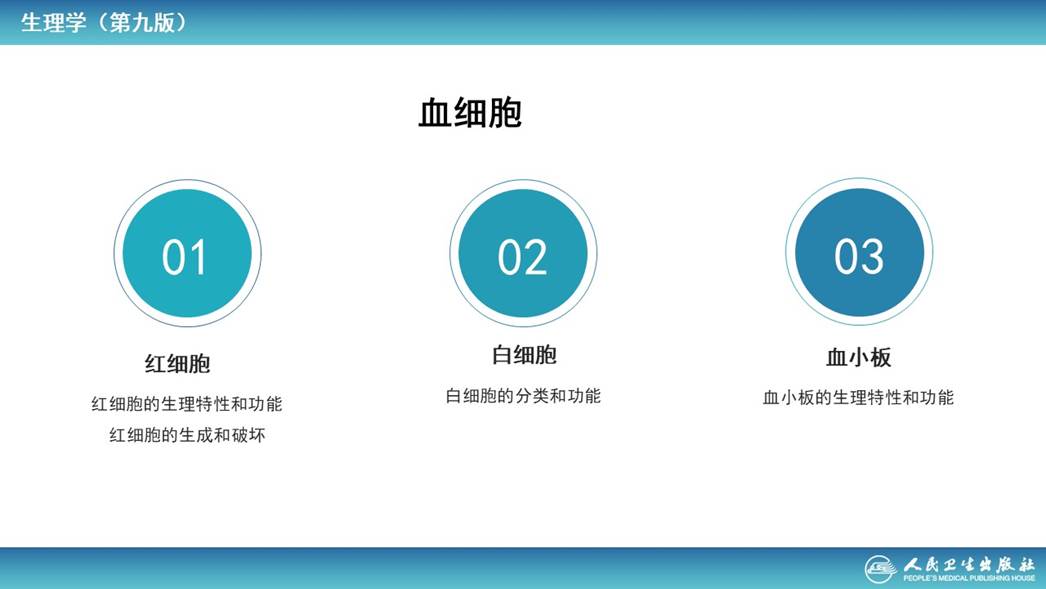 生理学（第九版）
血细胞
01
红细胞
红细胞的生理特性和功能
红细胞的生成和破坏
02
白细胞
白细胞的分类和功能
03
血小板
血小板的生理特性和功能
人民卫生出版社
PEOPLE'S MEDICAL PUBLISHING HOUSE